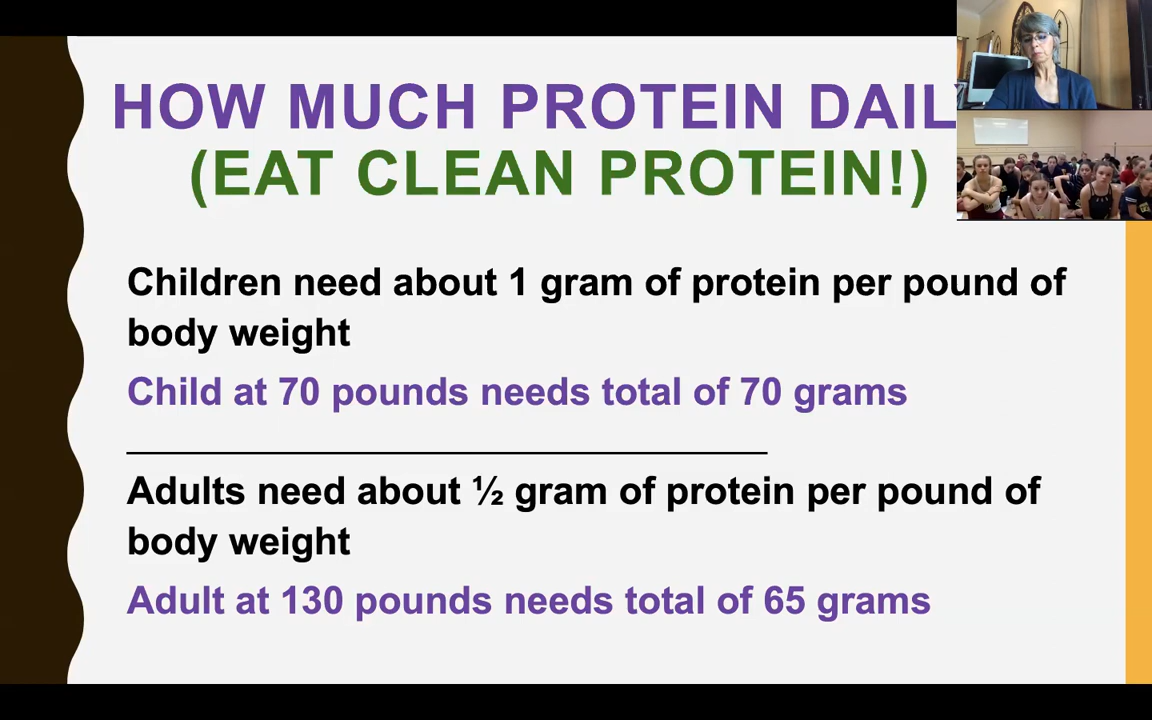 HOW MUCH PROTEIN DAIL
(EAT CLEAN PROTEIN!)
Children need about 1 gram of protein per pound of
body weight
Child at 70 pounds needs total of 70 grams
Adults need about ½ gram of protein per pound of
body weight
Adult at 130 pounds needs total of 65 grams